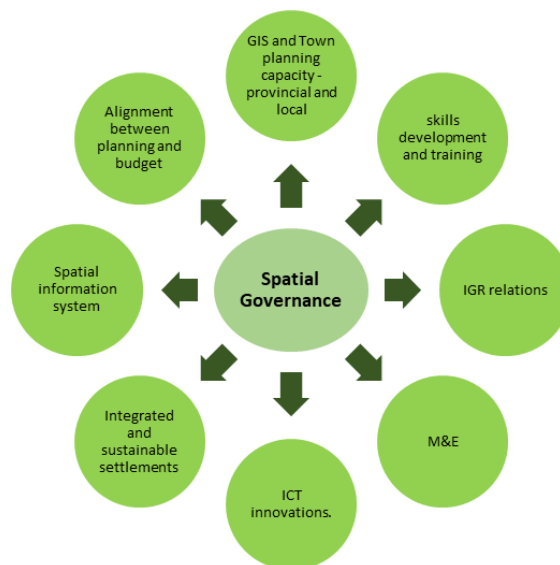 GIS and Town
planning
capacity -
provincial and
local
skills
development
and training
IGR relations
M&E
ICT
innovations.
Integrated
and
sustainable
settlements
Spatial
information
system
Alignment
between
planning and
budget
Spatial
Governance